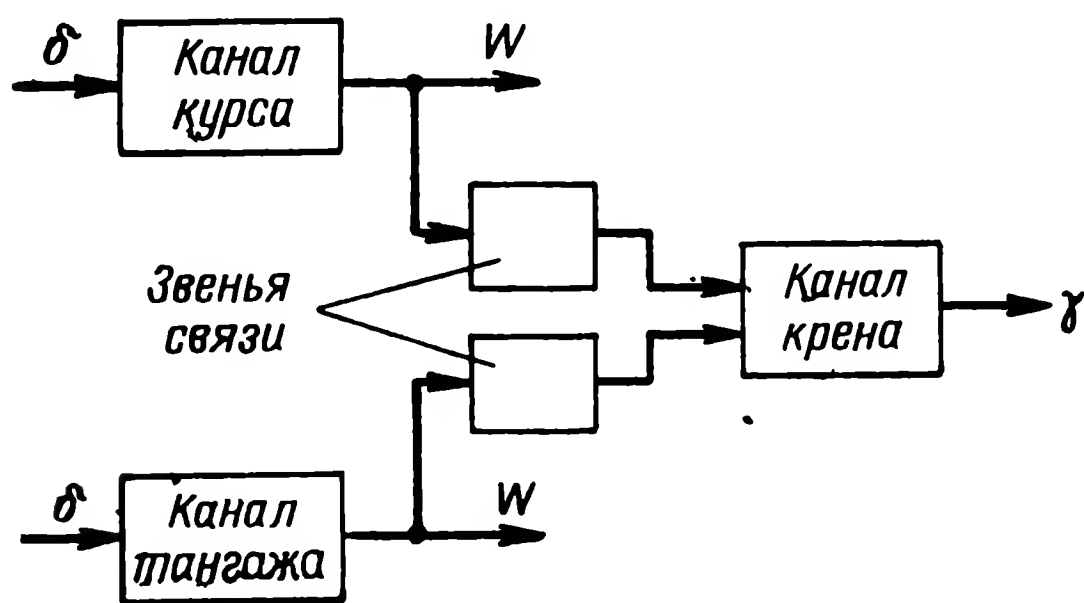 δ
Канал
курса
W
Звенья
связи
Канал
крена
γ
δ
Канал
тангажа
W